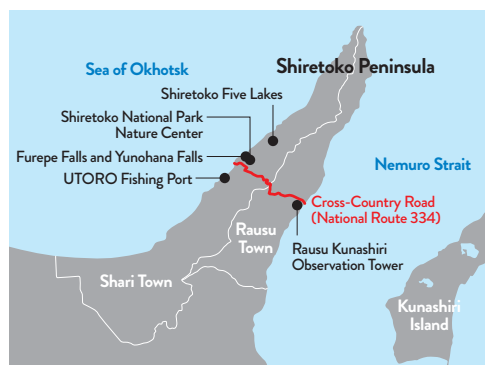 Sea of Okhotsk
Shiretoko Peninsula
Shiretoko Five Lakes
Shiretoko National Park
Nature Center
Furepe Falls and Yunohana Falls
UTORO Fishing Port
Nemuro Strait
Cross-Country Road
(National Route 334)
Rausu
Town
Rausu Kunashiri
Observation Tower
Shari Town
Kunashiri
Island